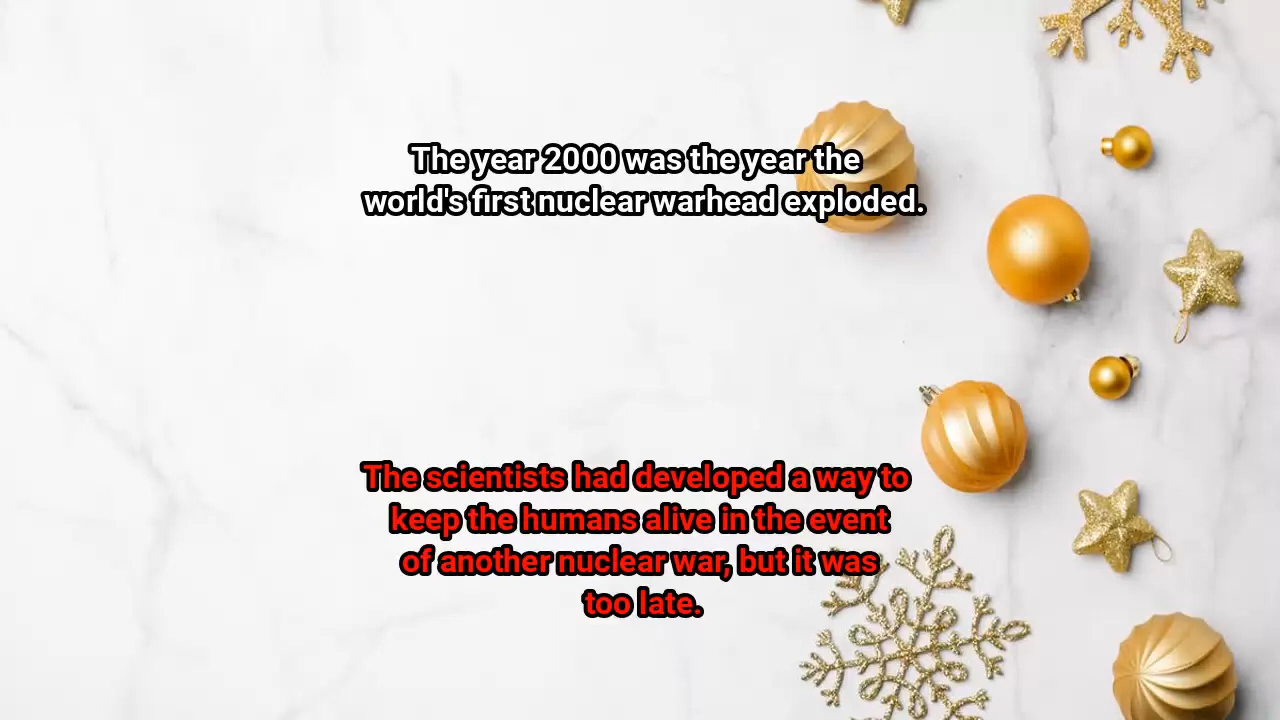 The year 2000 was the year the
world's first nuclear warhead exploded.
The scientists had developed a way to
keep the humans alive in the event
of another nuclear war, but it was
too late.